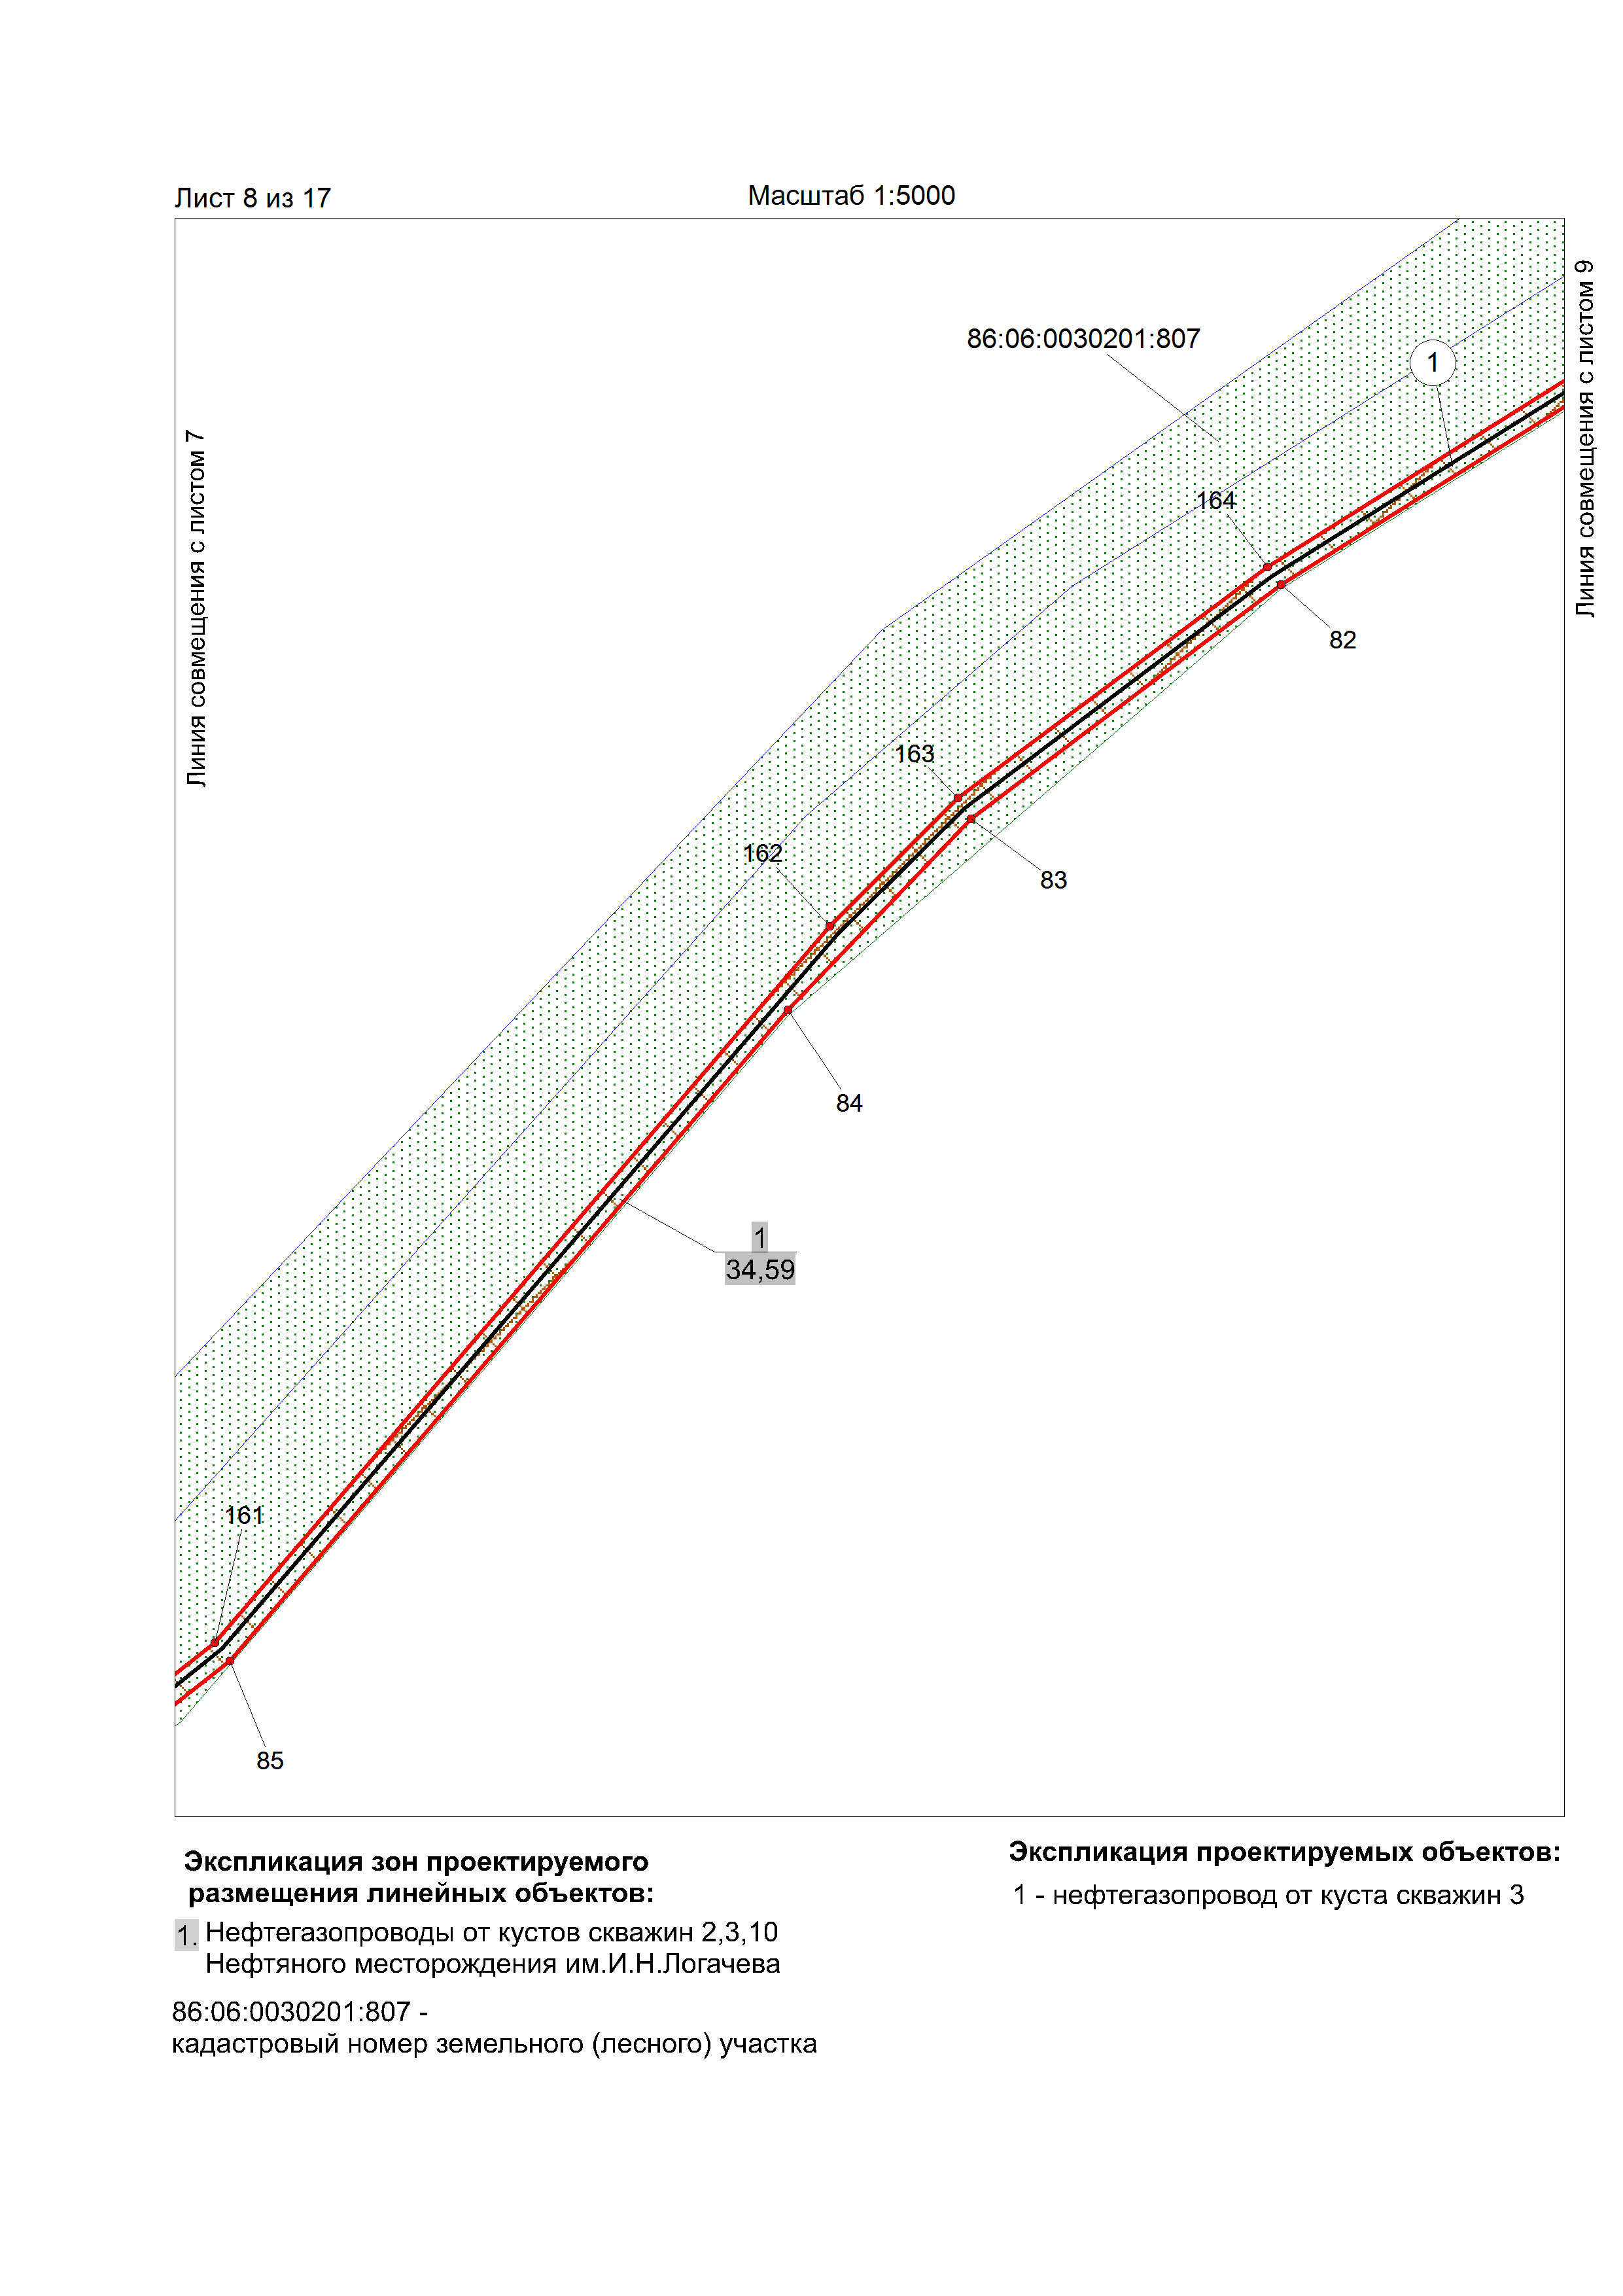 Лист 8 из 17
Масштаб 1:5000
Линия совмещения с листом 7
Линия совмещения с листом 9
86:06:0030201:807
1
164
82
163
162
83
84
1
34,59
161
85
Экспликация зон проектируемого
размещения линейных объектов:
1. Нефтегазопроводы от кустов скважин 2,3,10
Нефтяного месторождения им.И.Н.Логачева
86:06:0030201:807 -
кадастровый номер земельного (лесного) участка
Экспликация проектируемых объектов:
1 - нефтегазопровод от куста скважин 3